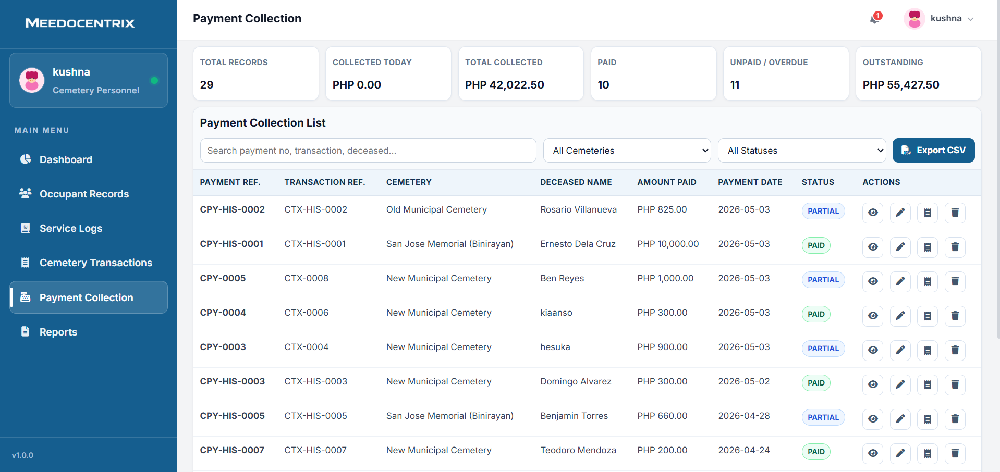 MEEDOCENTRIX
kushna
Cemetery Personnel
MAIN MENU
Dashboard
Occupant Records
Service Logs
Cemetery Transactions
Payment Collection
Reports
v1.0.0
Payment Collection
1
kushna
TOTAL RECORDS
29
COLLECTED TODAY
PHP 0.00
TOTAL COLLECTED
PHP 42,022.50
PAID
10
UNPAID / OVERDUE
11
OUTSTANDING
PHP 55,427.50
Payment Collection List
Search payment no, transaction, deceased...
All Cemeteries
All Statuses
CSV Export CSV
PAYMENT REF. TRANSACTION REF. CEMETERY DECEASED NAME AMOUNT PAID PAYMENT DATE STATUS ACTIONS
CPY-HIS-0002 CTX-HIS-0002 Old Municipal Cemetery Rosario Villanueva PHP 825.00 2026-05-03 PARTIAL
CPY-HIS-0001 CTX-HIS-0001 San Jose Memorial (Binirayan) Ernesto Dela Cruz PHP 10,000.00 2026-05-03 PAID
CPY-0005 CTX-0008 New Municipal Cemetery Ben Reyes PHP 1,000.00 2026-05-03 PARTIAL
CPY-0004 CTX-0006 New Municipal Cemetery kiaanso PHP 300.00 2026-05-03 PAID
CPY-0003 CTX-0004 New Municipal Cemetery hesuka PHP 900.00 2026-05-03 PARTIAL
CPY-HIS-0003 CTX-HIS-0003 New Municipal Cemetery Domingo Alvarez PHP 300.00 2026-05-02 PAID
CPY-HIS-0005 CTX-HIS-0005 San Jose Memorial (Binirayan) Benjamin Torres PHP 660.00 2026-04-28 PARTIAL
CPY-HIS-0007 CTX-HIS-0007 New Municipal Cemetery Teodoro Mendoza PHP 200.00 2026-04-24 PAID